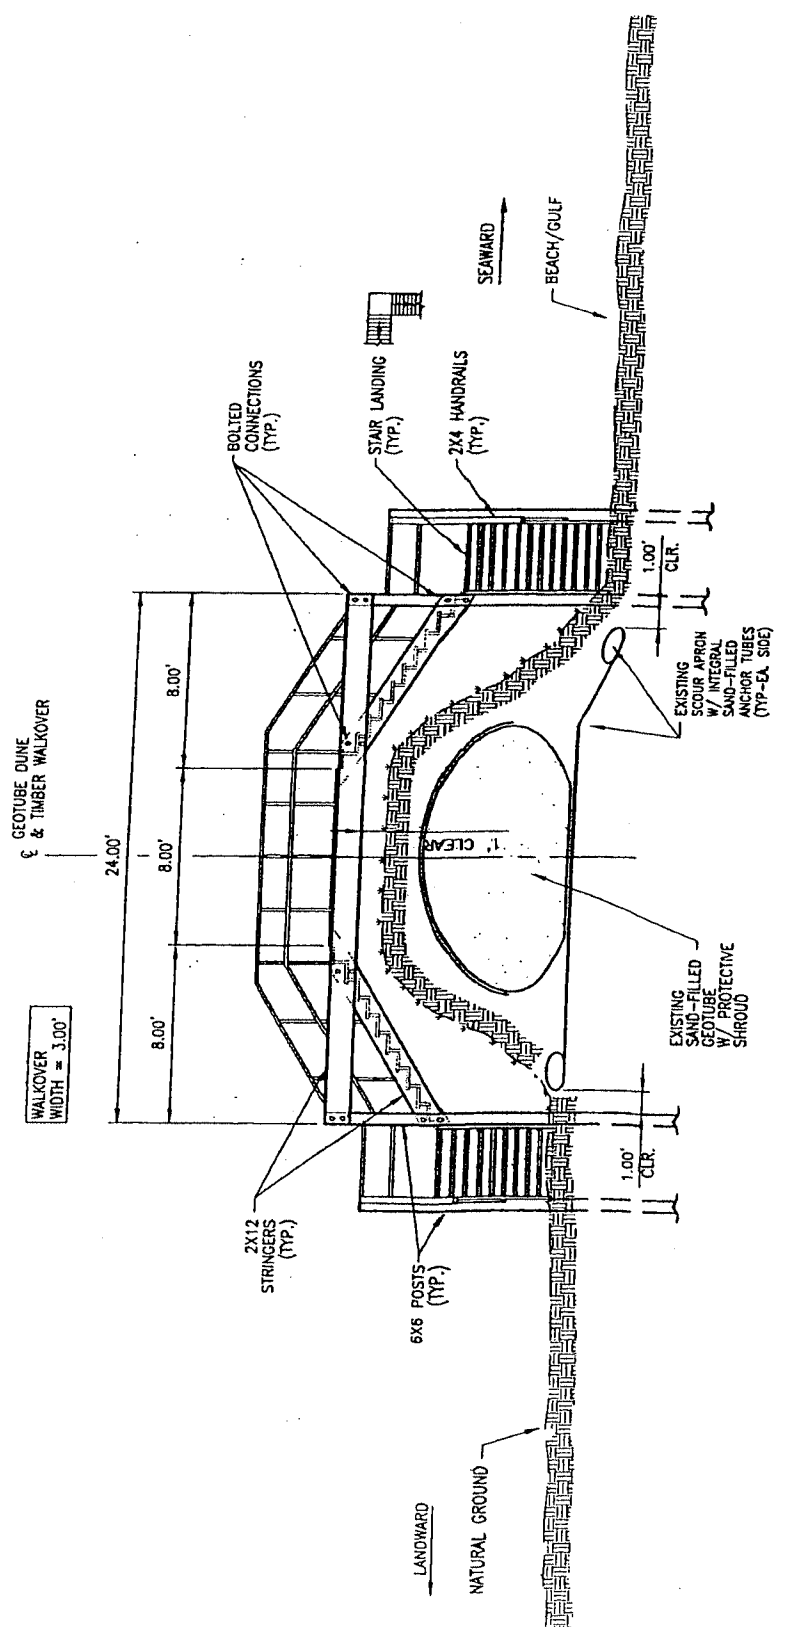 ℄ GEOTUBE DUNE
& TIMBER WALKOVER
WALKOVER
WIDTH = 3.00'
24.00'
8.00'
8.00'
8.00'
2X12
STRINGERS
(TYP.)
6X6 POSTS
(TYP.)
BOLTED
CONNECTIONS
(TYP.)
STAIR LANDING
(TYP.)
2X4 HANDRAILS
(TYP.)
LANDWARD
SEAWARD
NATURAL GROUND
BEACH/GULF
1' CLEAR
1.00'
CLR.
1.00'
CLR.
EXISTING
SAND-FILLED
GEOTUBE
W/ PROTECTIVE
SHROUD
EXISTING
SCOUR APRON
W/ INTEGRAL
SAND-FILLED
ANCHOR TUBES
(TYP-EA. SIDE)